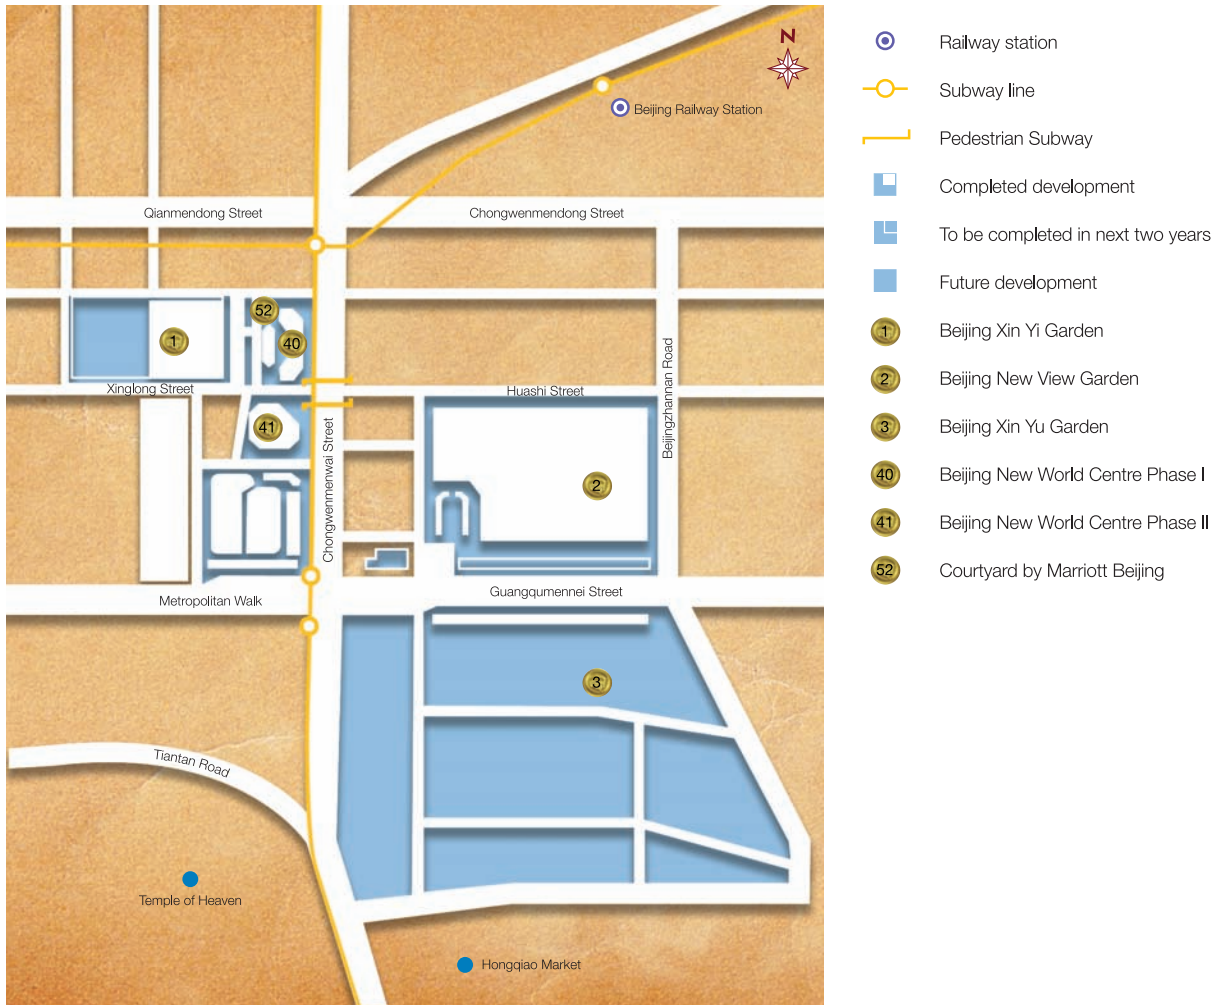 N
Beijing Railway Station
Qianmendong Street
Chongwenmendong Street
52
1
40
Xinglong Street
Huashi Street
Beijingzhannan Road
41
Chongwenmenwai Street
2
Metropolitan Walk
Guangqumennei Street
3
Tiantan Road
Temple of Heaven
Hongqiao Market
Railway station
Subway line
Pedestrian Subway
Completed development
To be completed in next two years
Future development
1 Beijing Xin Yi Garden
2 Beijing New View Garden
3 Beijing Xin Yu Garden
40 Beijing New World Centre Phase I
41 Beijing New World Centre Phase II
52 Courtyard by Marriott Beijing